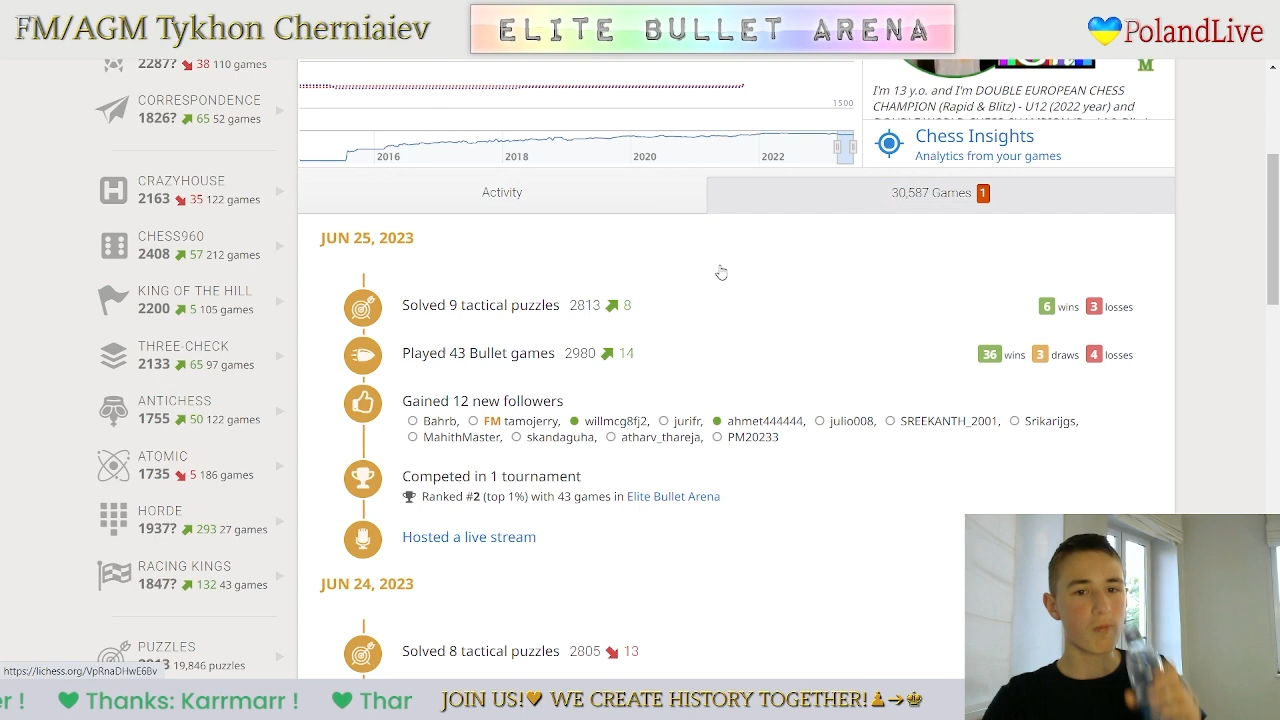 FM/AGM Tykhon Cherniaiev
ELITE BULLET ARENA
PolandLive
2287? 38 110 games
CORRESPONDENCE
1826? 65 52 games
CRAZYHOUSE
2163 35 122 games
CHESS960
2408 57 212 games
KING OF THE HILL
2200 5 105 games
THREE-CHECK
2133 65 97 games
ANTICHESS
1755 50 122 games
ATOMIC
1735 5 186 games
HORDE
1937? 293 27 games
RACING KINGS
1847? 132 43 games
PUZZLES
19,846 puzzles
https://lichess.org/VpRnaDHwE6Bv
1500
2016 2018 2020 2022
M
I'm 13 y.o. and I'm DOUBLE EUROPEAN CHESS
CHAMPION (Rapid & Blitz) - U12 (2022 year) and
Chess Insights
Analytics from your games
Activity
30,587 Games 1
JUN 25, 2023
Solved 9 tactical puzzles 2813 8
6 wins 3 losses
Played 43 Bullet games 2980 14
36 wins 3 draws 4 losses
Gained 12 new followers
Bahrb, FM tamojerry, willmcg8fj2, jurifr, ahmet444444, julio008, SREEKANTH_2001, Srikarijgs,
MahithMaster, skandaguha, atharv_thareja, PM20233
Competed in 1 tournament
Ranked #2 (top 1%) with 43 games in Elite Bullet Arena
Hosted a live stream
JUN 24, 2023
Solved 8 tactical puzzles 2805 13
er ! Thanks: Karrmarr ! Thar
JOIN US! WE CREATE HISTORY TOGETHER!